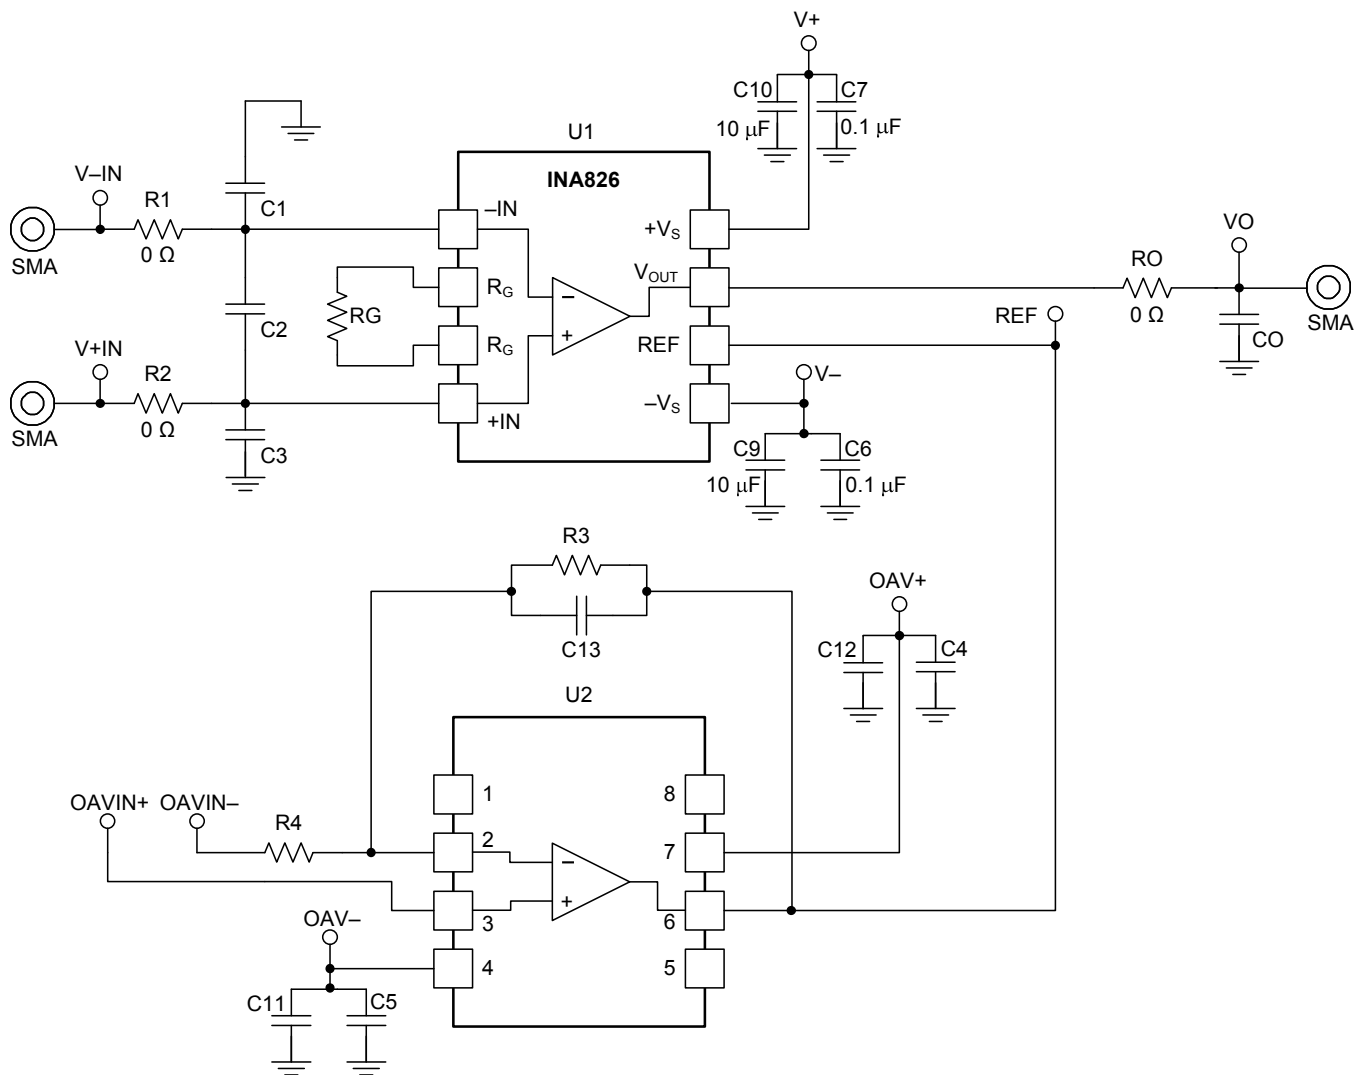 V+
C10
C7
10 μF
0.1 μF
U1
INA826
V–IN
R1
C1
–IN
+VS
VO
SMA
0 Ω
RO
VOUT
RG
RG
C2
RG
REF
REF
0 Ω
CO
SMA
V+IN
R2
V–
–VS
SMA
0 Ω
+IN
C3
C9
C6
10 μF
0.1 μF
R3
OAV+
C13
C12
C4
U2
OAVIN+
OAVIN–
R4
1
8
2
7
3
6
OAV–
4
5
C11
C5